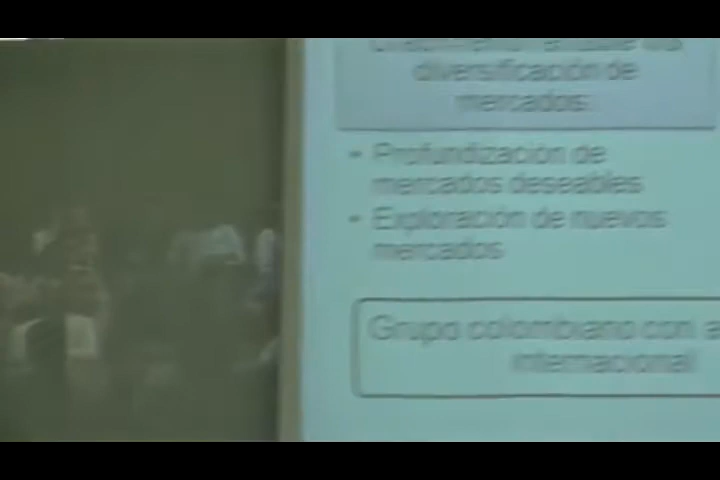 diversificación de
mercados:
• Profundización de
mercados deseables
• Exploración de nuevos
mercados
Grupo colombiano con a
internacional